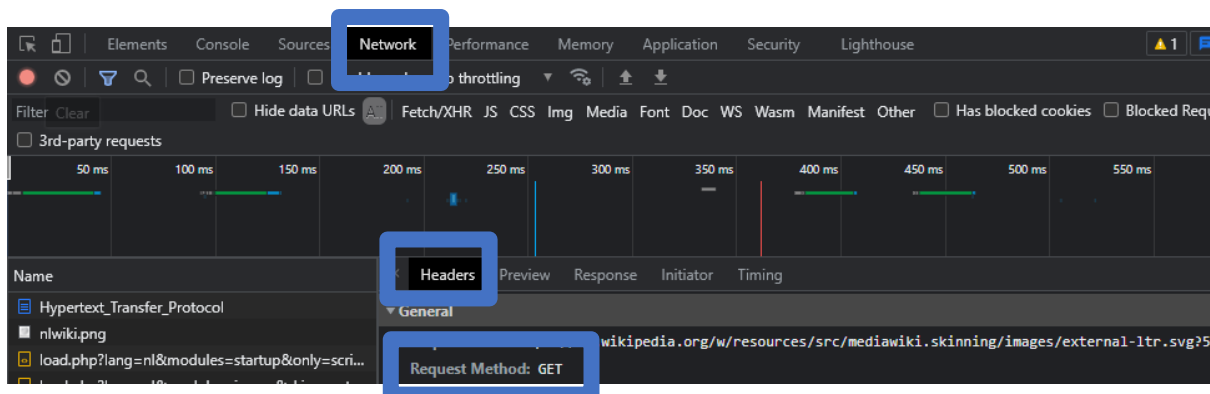 Elements Console Sources Network Performance Memory Application Security Lighthouse 1
Preserve log throttling
Filter Clear Hide data URLs All Fetch/XHR JS CSS Img Media Font Doc WS Wasm Manifest Other Has blocked cookies Blocked Requ
3rd-party requests
50 ms 100 ms 150 ms 200 ms 250 ms 300 ms 350 ms 400 ms 450 ms 500 ms 550 ms
Name Headers Preview Response Initiator Timing
Hypertext_Transfer_Protocol General
nlwiki.png wikipedia.org/w/resources/src/mediawiki.skinning/images/external-ltr.svg?5
load.php?lang=nl&modules=startup&only=scri... Request Method: GET